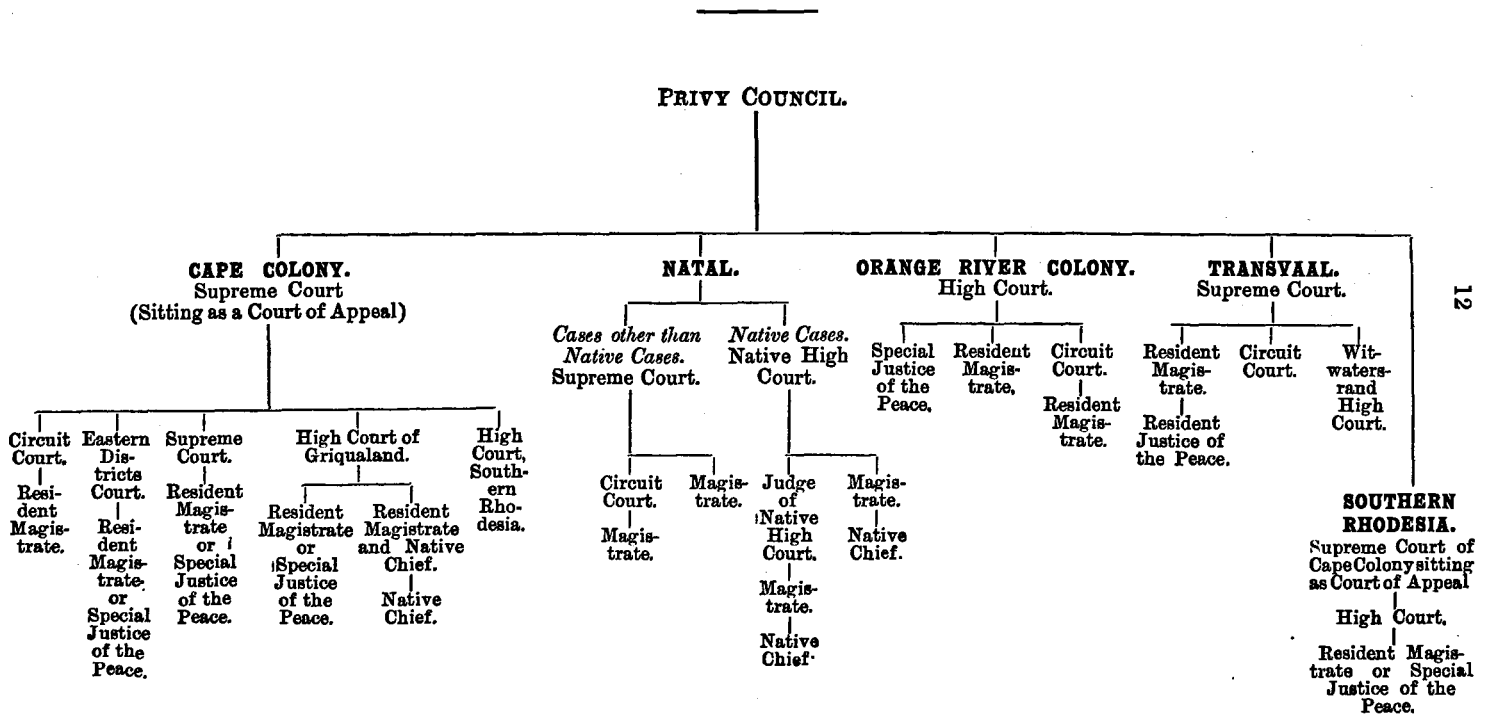 PRIVY COUNCIL.
12
CAPE COLONY.
Supreme Court
(Sitting as a Court of Appeal)
Circuit
Court.
Resi-
dent
Magis-
trate.
Eastern
Dis-
tricts
Court.
Resi-
dent
Magis-
trate
or
Special
Justice
of the
Peace.
Supreme
Court.
Resident
Magis-
trate
or
Special
Justice
of the
Peace.
High Court of
Griqualand.
Resident
Magistrate
or
Special
Justice
of the
Peace.
Resident
Magistrate
and Native
Chief.
Native
Chief.
High
Court,
South-
ern
Rho-
desia.
NATAL.
Cases other than
Native Cases.
Supreme Court.
Circuit
Court.
Magis-
trate.
Magis-
trate.
Native Cases.
Native High
Court.
Judge
of
Native
High
Court.
Magis-
trate.
Native
Chief.
Magis-
trate.
Native
Chief.
ORANGE RIVER COLONY.
High Court.
Special
Justice
of the
Peace.
Resident
Magis-
trate.
Circuit
Court.
Resident
Magis-
trate.
TRANSVAAL.
Supreme Court.
Resident
Magis-
trate.
Resident
Justice of
the Peace.
Circuit
Court.
Wit-
waters-
rand
High
Court.
SOUTHERN
RHODESIA.
Supreme Court of
Cape Colony sitting
as Court of Appeal
High Court.
Resident Magis-
trate or Special
Justice of the
Peace.